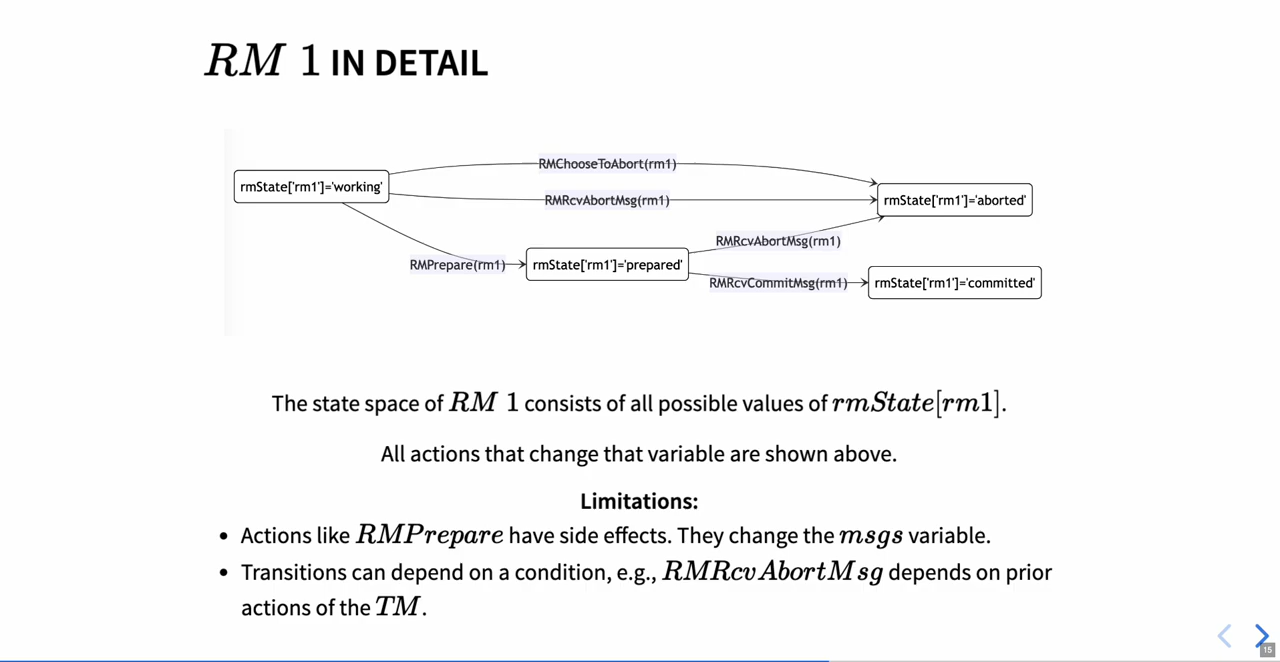 RM 1 IN DETAIL
RMChooseToAbort(rm1)
rmState['rm1']='working'
RMRcvAbortMsg(rm1)
rmState['rm1']='aborted'
RMRcvAbortMsg(rm1)
RMPrepare(rm1)
rmState['rm1']='prepared'
RMRcvCommitMsg(rm1)
rmState['rm1']='committed'
The state space of RM 1 consists of all possible values of rmState[rm1].
All actions that change that variable are shown above.
Limitations:
• Actions like RMPrepare have side effects. They change the msgs variable.
• Transitions can depend on a condition, e.g., RMRcvAbortMsg depends on prior
actions of the TM.
15